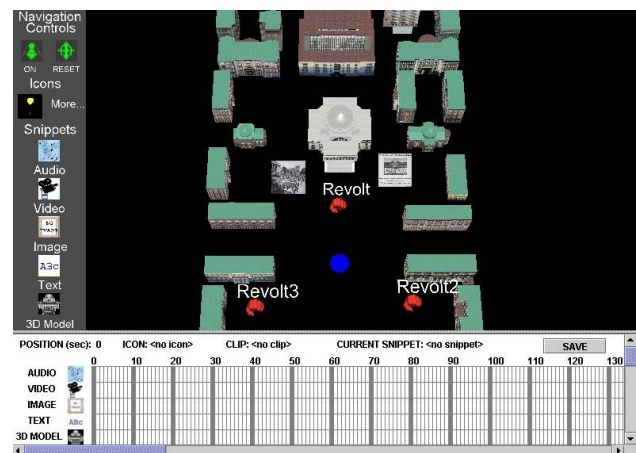 Navigation
Controls
ON RESET
Icons
More...
Snippets
Audio
Video
Image
ABc
Text
3D Model
Revolt
Revolt3
Revolt2
POSITION (sec): 0 ICON: <no icon> CLIP: <no clip> CURRENT SNIPPET: <no snippet> SAVE
0 10 20 30 40 50 60 70 80 90 100 110 120 130
AUDIO
VIDEO
IMAGE
TEXT ABc
3D MODEL